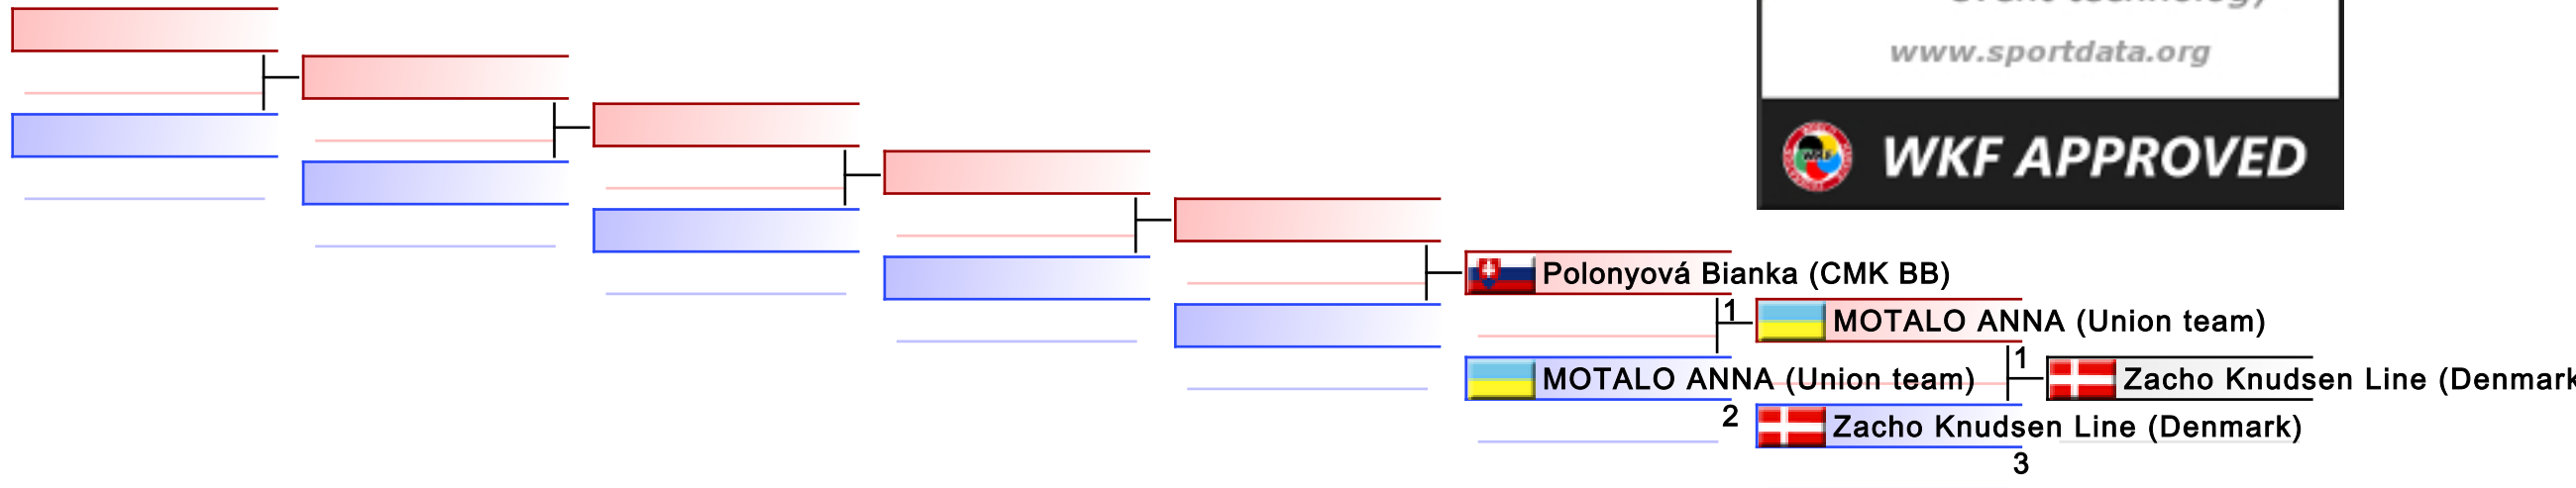 www.sportdata.org
WKF APPROVED
Polonyová Bianka (CMK BB)
1
MOTALO ANNA (Union team)
1
MOTALO ANNA (Union team)
Zacho Knudsen Line (Denmark
2
Zacho Knudsen Line (Denmark)
3